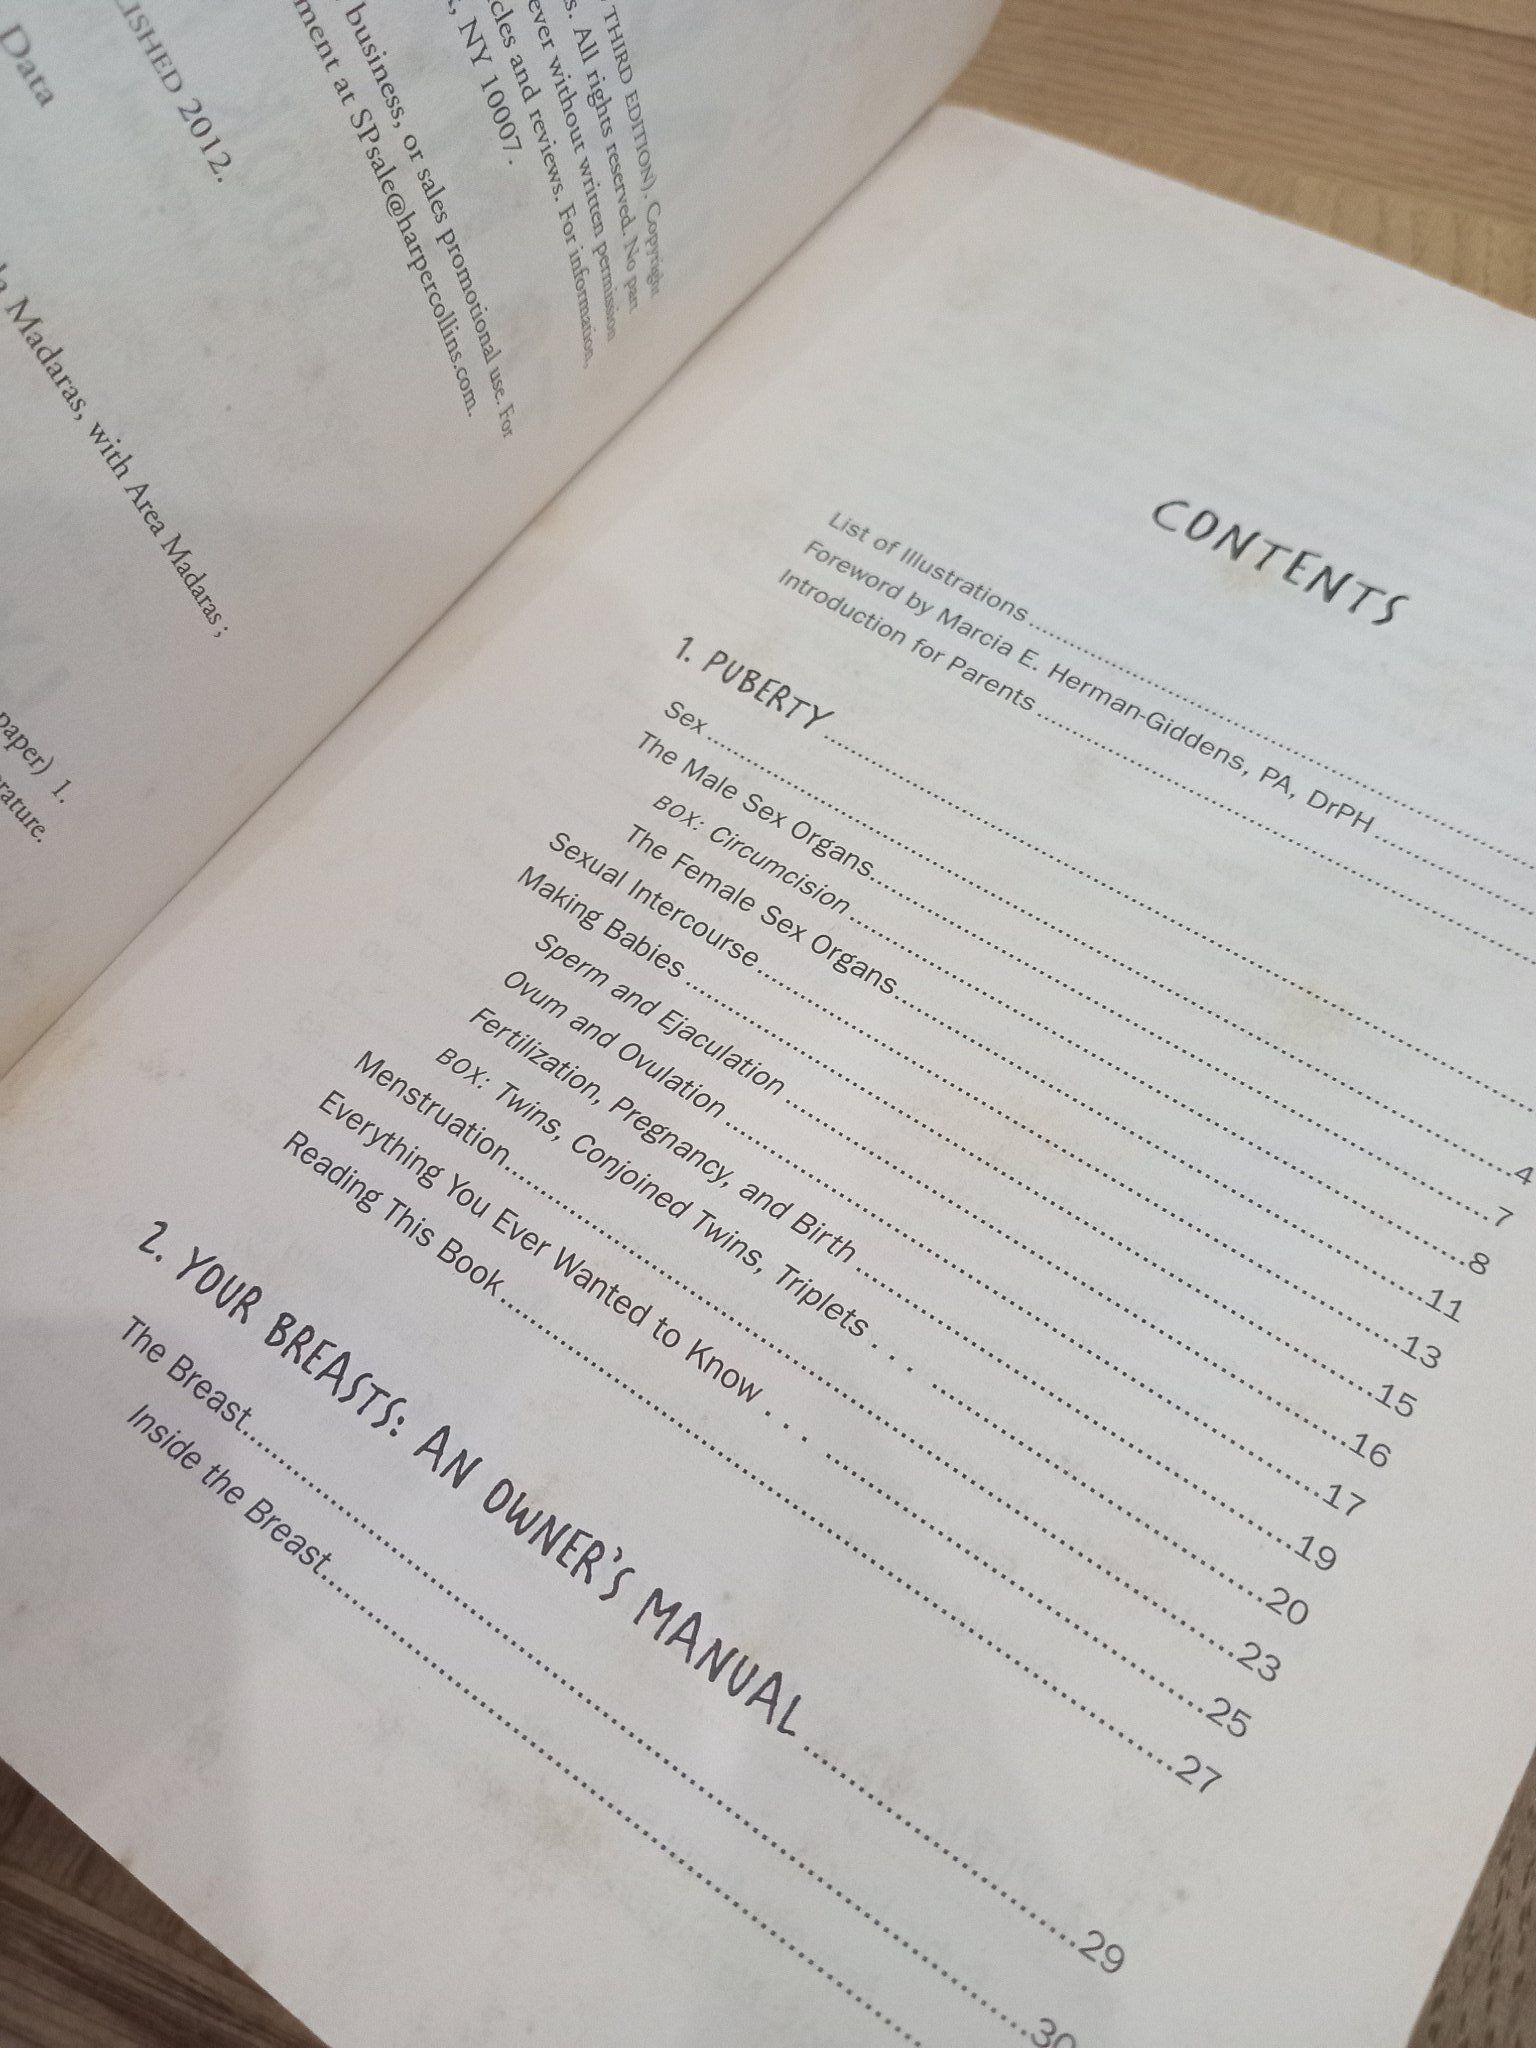 THIRD EDITION). Copyright
All rights reserved. No part
ever without written permission
cles and reviews. For information,
, NY 10007.
business, or sales promotional use. For
ment at SPsale@harpercollins.com.
LISHED 2012.
Data
Madaras, with Area Madaras ;
paper) 1.
rature.
CONTENTS
List of Illustrations
Foreword by Marcia E. Herman-Giddens, PA, DrPH
Introduction for Parents
1. PUBERTY
Sex 4
The Male Sex Organs 7
BOX: Circumcision 8
The Female Sex Organs 11
Sexual Intercourse 13
Making Babies 15
Sperm and Ejaculation 16
Ovum and Ovulation 17
Fertilization, Pregnancy, and Birth 19
BOX: Twins, Conjoined Twins, Triplets . . . 20
Menstruation 23
Everything You Ever Wanted to Know . . . 25
Reading This Book 27
2. YOUR BREASTS: AN OWNER'S MANUAL 29
The Breast 30
Inside the Breast